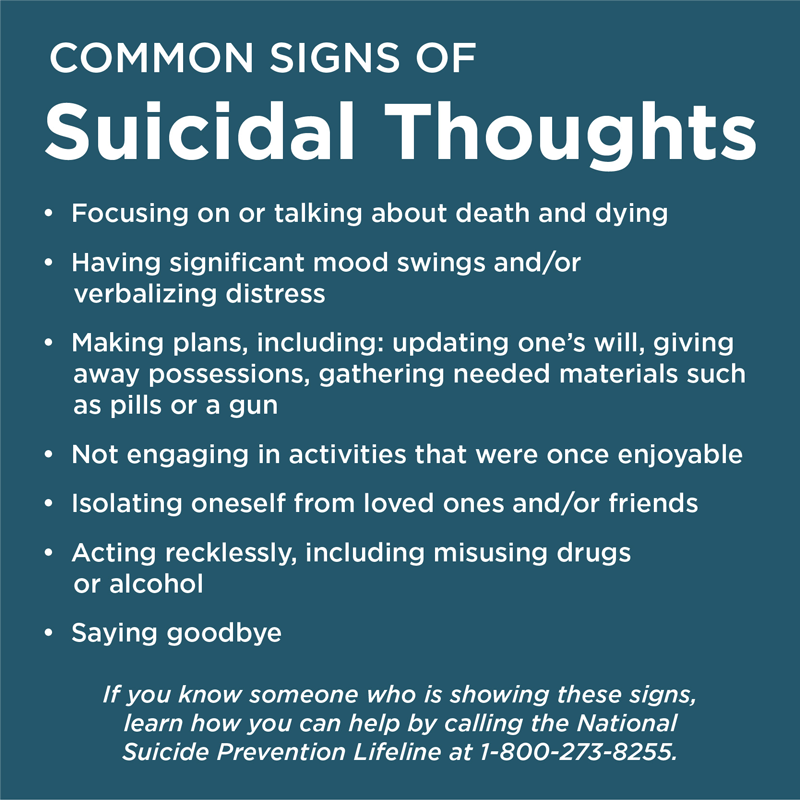 COMMON SIGNS OF
Suicidal Thoughts
• Focusing on or talking about death and dying
• Having significant mood swings and/or
verbalizing distress
• Making plans, including: updating one’s will, giving
away possessions, gathering needed materials such
as pills or a gun
• Not engaging in activities that were once enjoyable
• Isolating oneself from loved ones and/or friends
• Acting recklessly, including misusing drugs
or alcohol
• Saying goodbye
If you know someone who is showing these signs,
learn how you can help by calling the National
Suicide Prevention Lifeline at 1-800-273-8255.